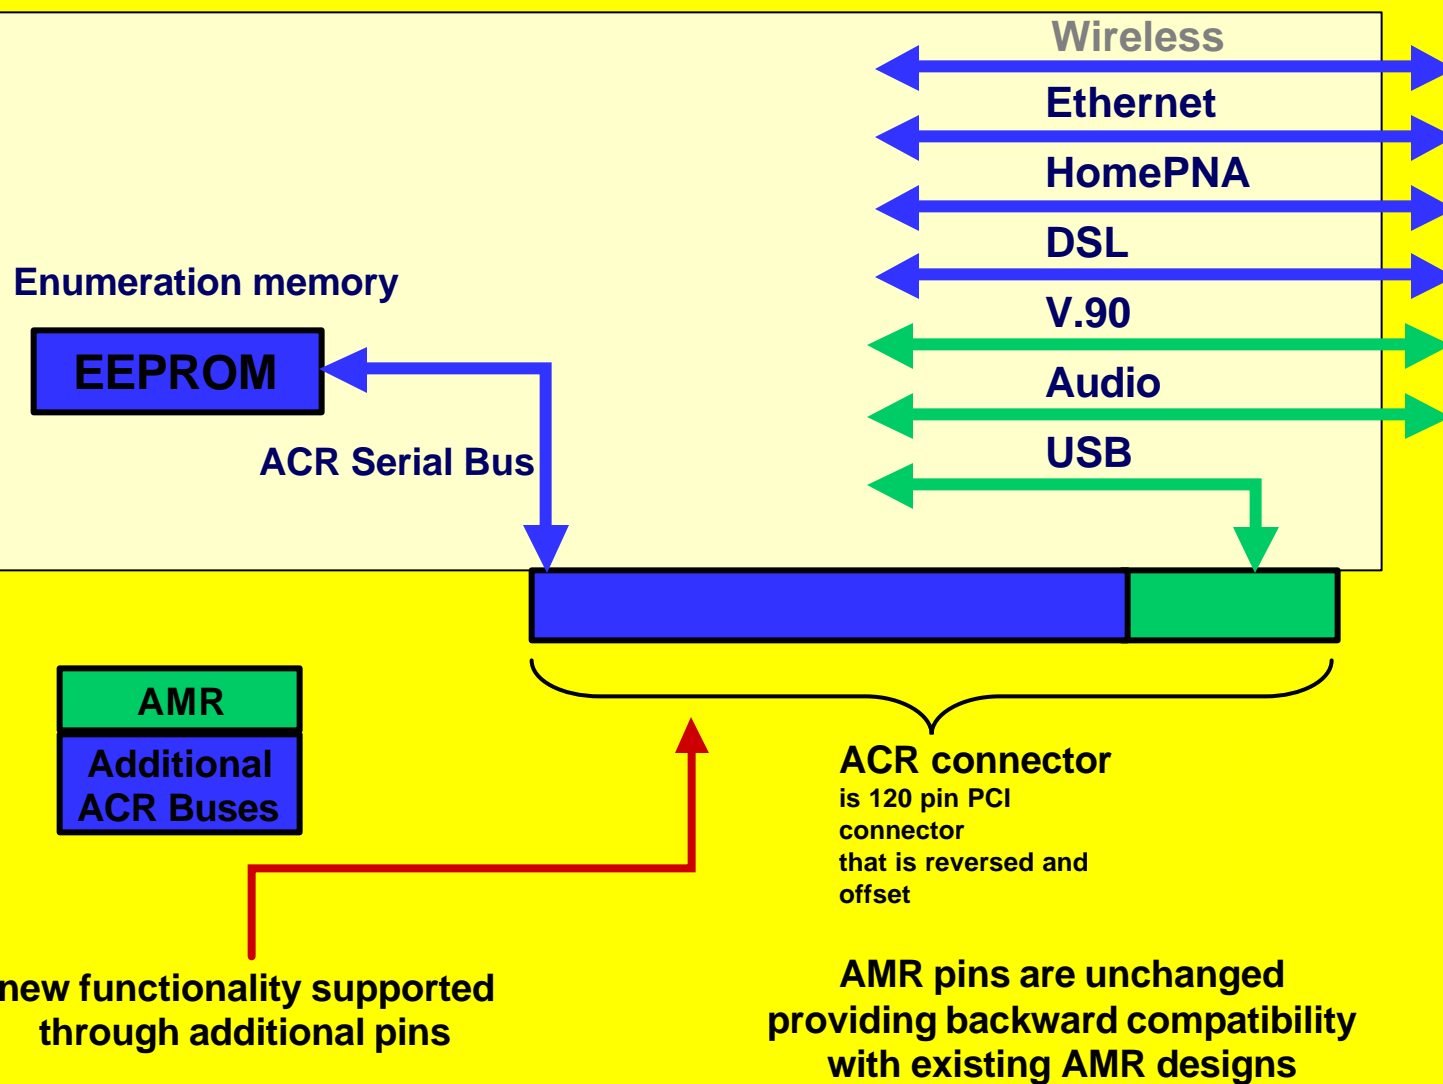 Wireless
Ethernet
HomePNA
DSL
V.90
Audio
USB
Enumeration memory
EEPROM
ACR Serial Bus
AMR
Additional
ACR Buses
ACR connector
is 120 pin PCI
connector
that is reversed and
offset
new functionality supported
through additional pins
AMR pins are unchanged
providing backward compatibility
with existing AMR designs